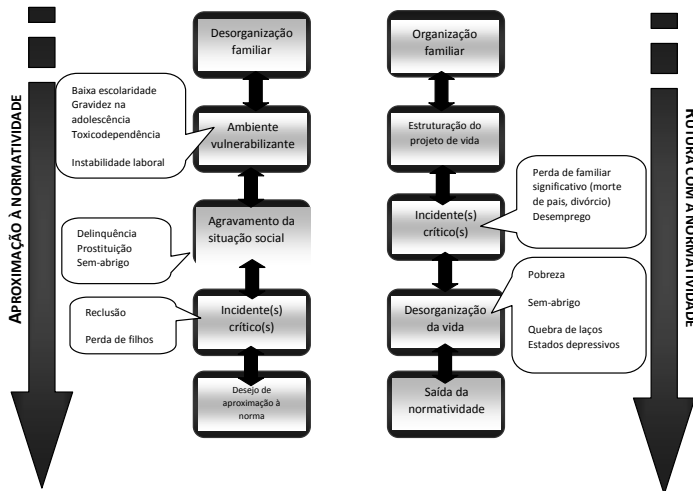 APROXIMAÇÃO À NORMATIVIDADE
Desorganização
familiar
Baixa escolaridade
Gravidez na
adolescência
Toxicodependência
Instabilidade laboral
Ambiente
vulnerabilizante
Agravamento da
situação social
Delinquência
Prostituição
Sem-abrigo
Incidente(s)
crítico(s)
Reclusão
Perda de filhos
Desejo de
aproximação à
norma
Organização
familiar
Estruturação do
projeto de vida
Incidente(s)
crítico(s)
Perda de familiar
significativo (morte
de pais, divórcio)
Desemprego
Desorganização
da vida
Pobreza
Sem-abrigo
Quebra de laços
Estados depressivos
Saída da
normatividade
RUTURA COM A NORMATIVIDADE